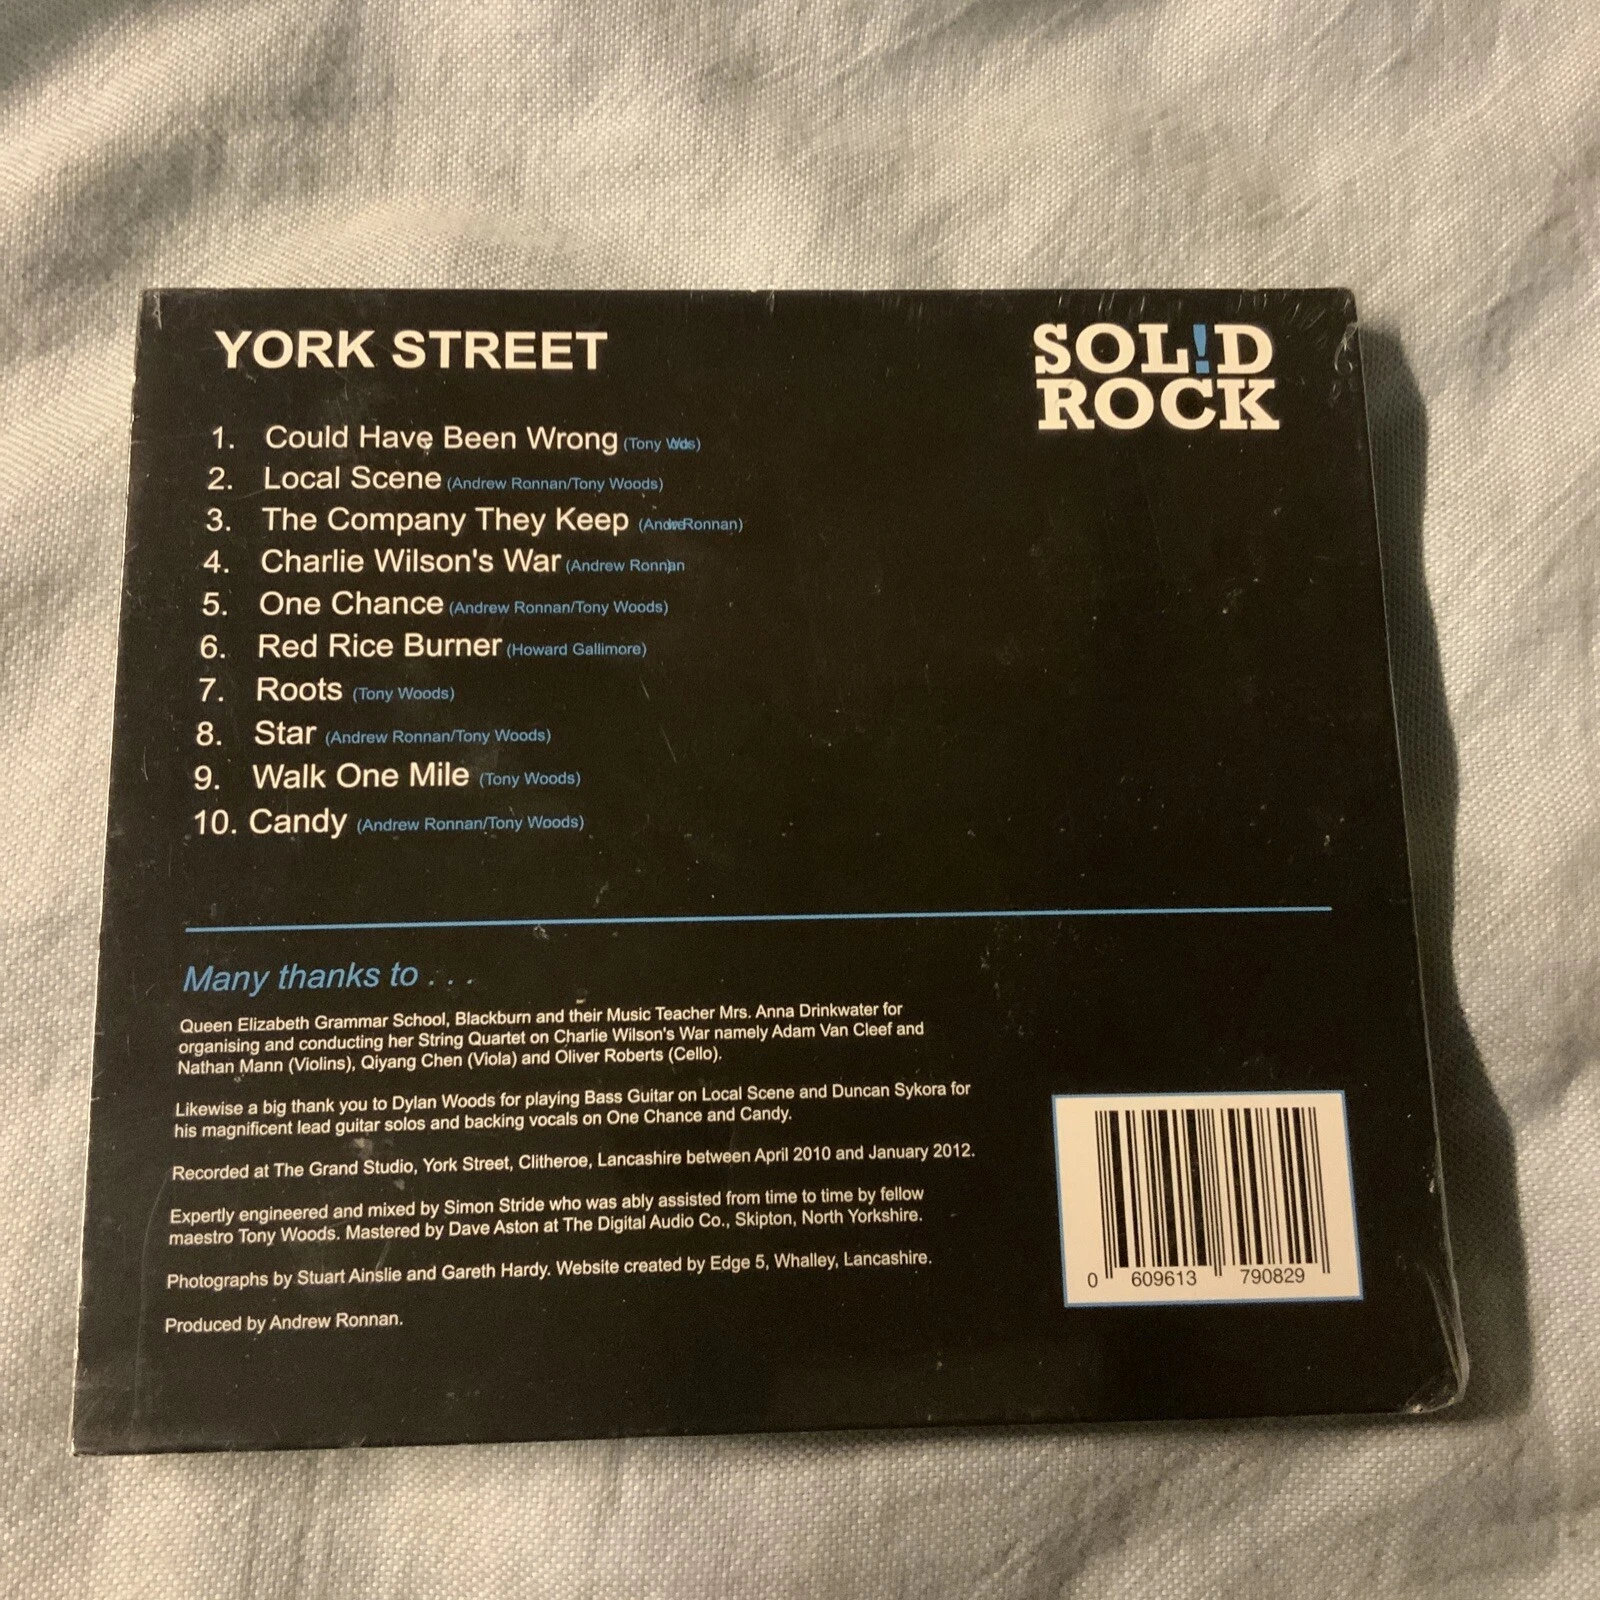 YORK STREET
SOL!D
ROCK
1. Could Have Been Wrong (Tony
2. Local Scene (Andrew Ronnan/Tony Woods)
3. The Company They Keep
4. Charlie Wilson's War (Andrew Ronnan
5. One Chance (Andrew Ronnan/Tony Woods)
6. Red Rice Burner (Howard Gallimore)
7. Roots (Tony Woods)
8. Star (Andrew Ronnan/Tony Woods)
9. Walk One Mile (Tony Woods)
10. Candy (Andrew Ronnan/Tony Woods)
Many thanks to . . .
Queen Elizabeth Grammar School, Blackburn and their Music Teacher Mrs. Anna Drinkwater for
organising and conducting her String Quartet on Charlie Wilson's War namely Adam Van Cleef and
Nathan Mann (Violins), Qiyang Chen (Viola) and Oliver Roberts (Cello).
Likewise a big thank you to Dylan Woods for playing Bass Guitar on Local Scene and Duncan Sykora for
his magnificent lead guitar solos and backing vocals on One Chance and Candy.
Recorded at The Grand Studio, York Street, Clitheroe, Lancashire between April 2010 and January 2012.
Expertly engineered and mixed by Simon Stride who was ably assisted from time to time by fellow
maestro Tony Woods. Mastered by Dave Aston at The Digital Audio Co., Skipton, North Yorkshire.
Photographs by Stuart Ainslie and Gareth Hardy. Website created by Edge 5, Whalley, Lancashire.
Produced by Andrew Ronnan.
0 609613 790829